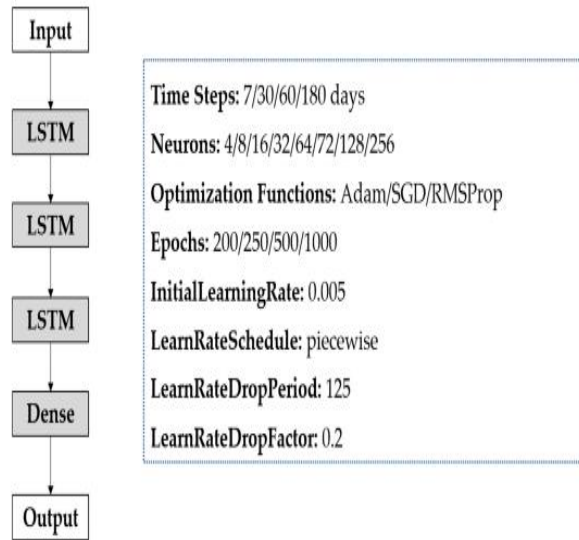 Input
LSTM
LSTM
LSTM
Dense
Output
Time Steps: 7/30/60/180 days
Neurons: 4/8/16/32/64/72/128/256
Optimization Functions: Adam/SGD/RMSProp
Epochs: 200/250/500/1000
InitialLearningRate: 0.005
LearnRateSchedule: piecewise
LearnRateDropPeriod: 125
LearnRateDropFactor: 0.2